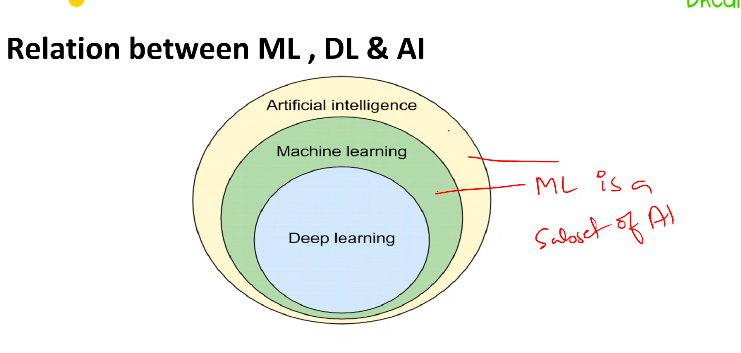 Relation between ML , DL & AI
Artificial intelligence
Machine learning
Deep learning
ML is a
Subset of AI